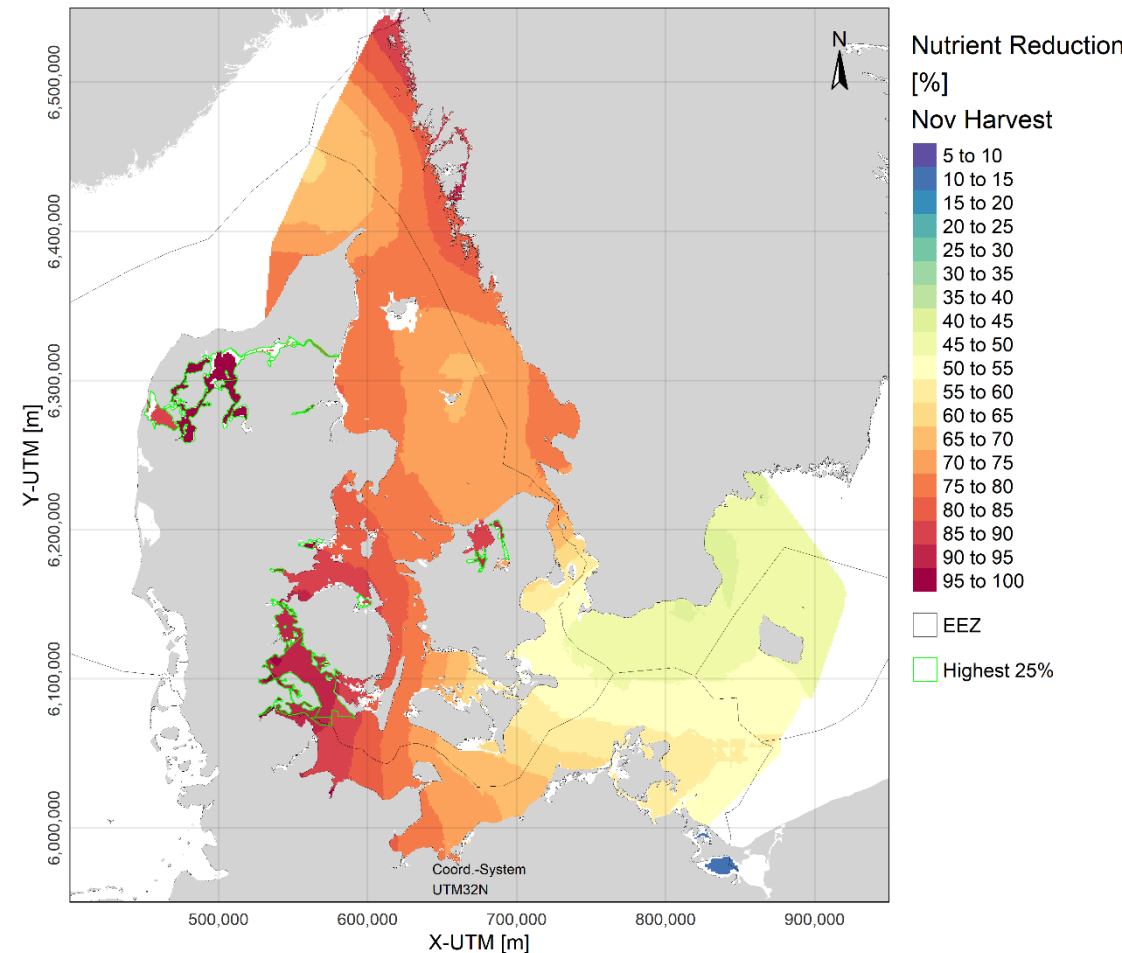 N
Nutrient Reduction
[%]
Nov Harvest
5 to 10
10 to 15
15 to 20
20 to 25
25 to 30
30 to 35
35 to 40
40 to 45
45 to 50
50 to 55
55 to 60
60 to 65
65 to 70
70 to 75
75 to 80
80 to 85
85 to 90
90 to 95
95 to 100
EEZ
Highest 25%
Y-UTM [m]
6,500,000
6,400,000
6,300,000
6,200,000
6,100,000
6,000,000
Coord.-System
UTM32N
500,000
600,000
700,000
800,000
900,000
X-UTM [m]